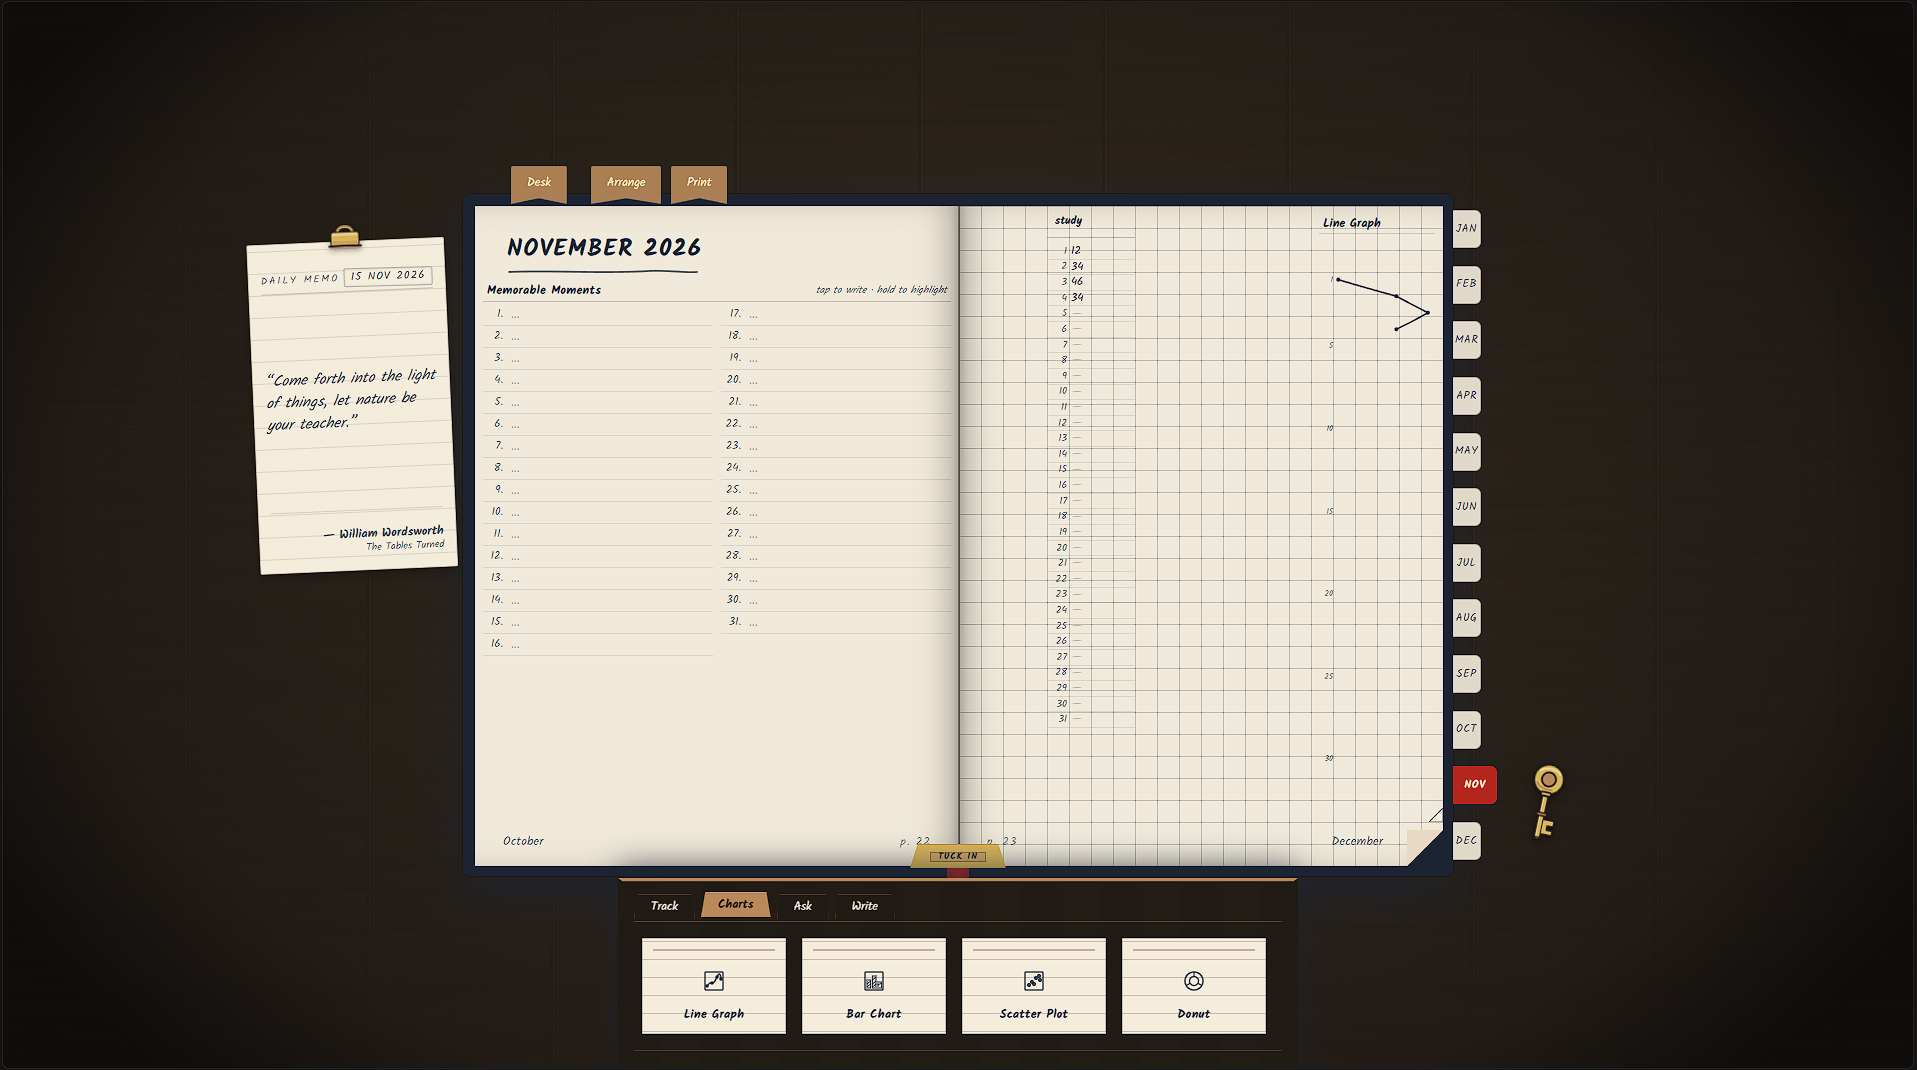 Desk
Arrange
Print
DAILY MEMO 15 NOV 2026
“Come forth into the light
of things, let nature be
your teacher.”
— William Wordsworth
The Tables Turned
NOVEMBER 2026
Memorable Moments
tap to write · hold to highlight
1. ...
2. ...
3. ...
4. ...
5. ...
6. ...
7. ...
8. ...
9. ...
10. ...
11. ...
12. ...
13. ...
14. ...
15. ...
16. ...
17. ...
18. ...
19. ...
20. ...
21. ...
22. ...
23. ...
24. ...
25. ...
26. ...
27. ...
28. ...
29. ...
30. ...
31. ...
October
p. 22
study
1 12
2 34
3 46
4 34
5 —
6 —
7 —
8 —
9 —
10 —
11 —
12 —
13 —
14 —
15 —
16 —
17 —
18 —
19 —
20 —
21 —
22 —
23 —
24 —
25 —
26 —
27 —
28 —
29 —
30 —
31 —
Line Graph
1
5
10
15
20
25
30
p. 23
December
JAN
FEB
MAR
APR
MAY
JUN
JUL
AUG
SEP
OCT
NOV
DEC
TUCK IN
Track
Charts
Ask
Write
Line Graph
Bar Chart
Scatter Plot
Donut